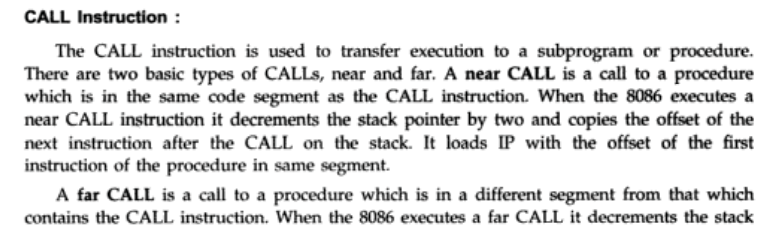 CALL Instruction :
The CALL instruction is used to transfer execution to a subprogram or procedure.
There are two basic types of CALLs, near and far. A near CALL is a call to a procedure
which is in the same code segment as the CALL instruction. When the 8086 executes a
near CALL instruction it decrements the stack pointer by two and copies the offset of the
next instruction after the CALL on the stack. It loads IP with the offset of the first
instruction of the procedure in same segment.
A far CALL is a call to a procedure which is in a different segment from that which
contains the CALL instruction. When the 8086 executes a far CALL it decrements the stack